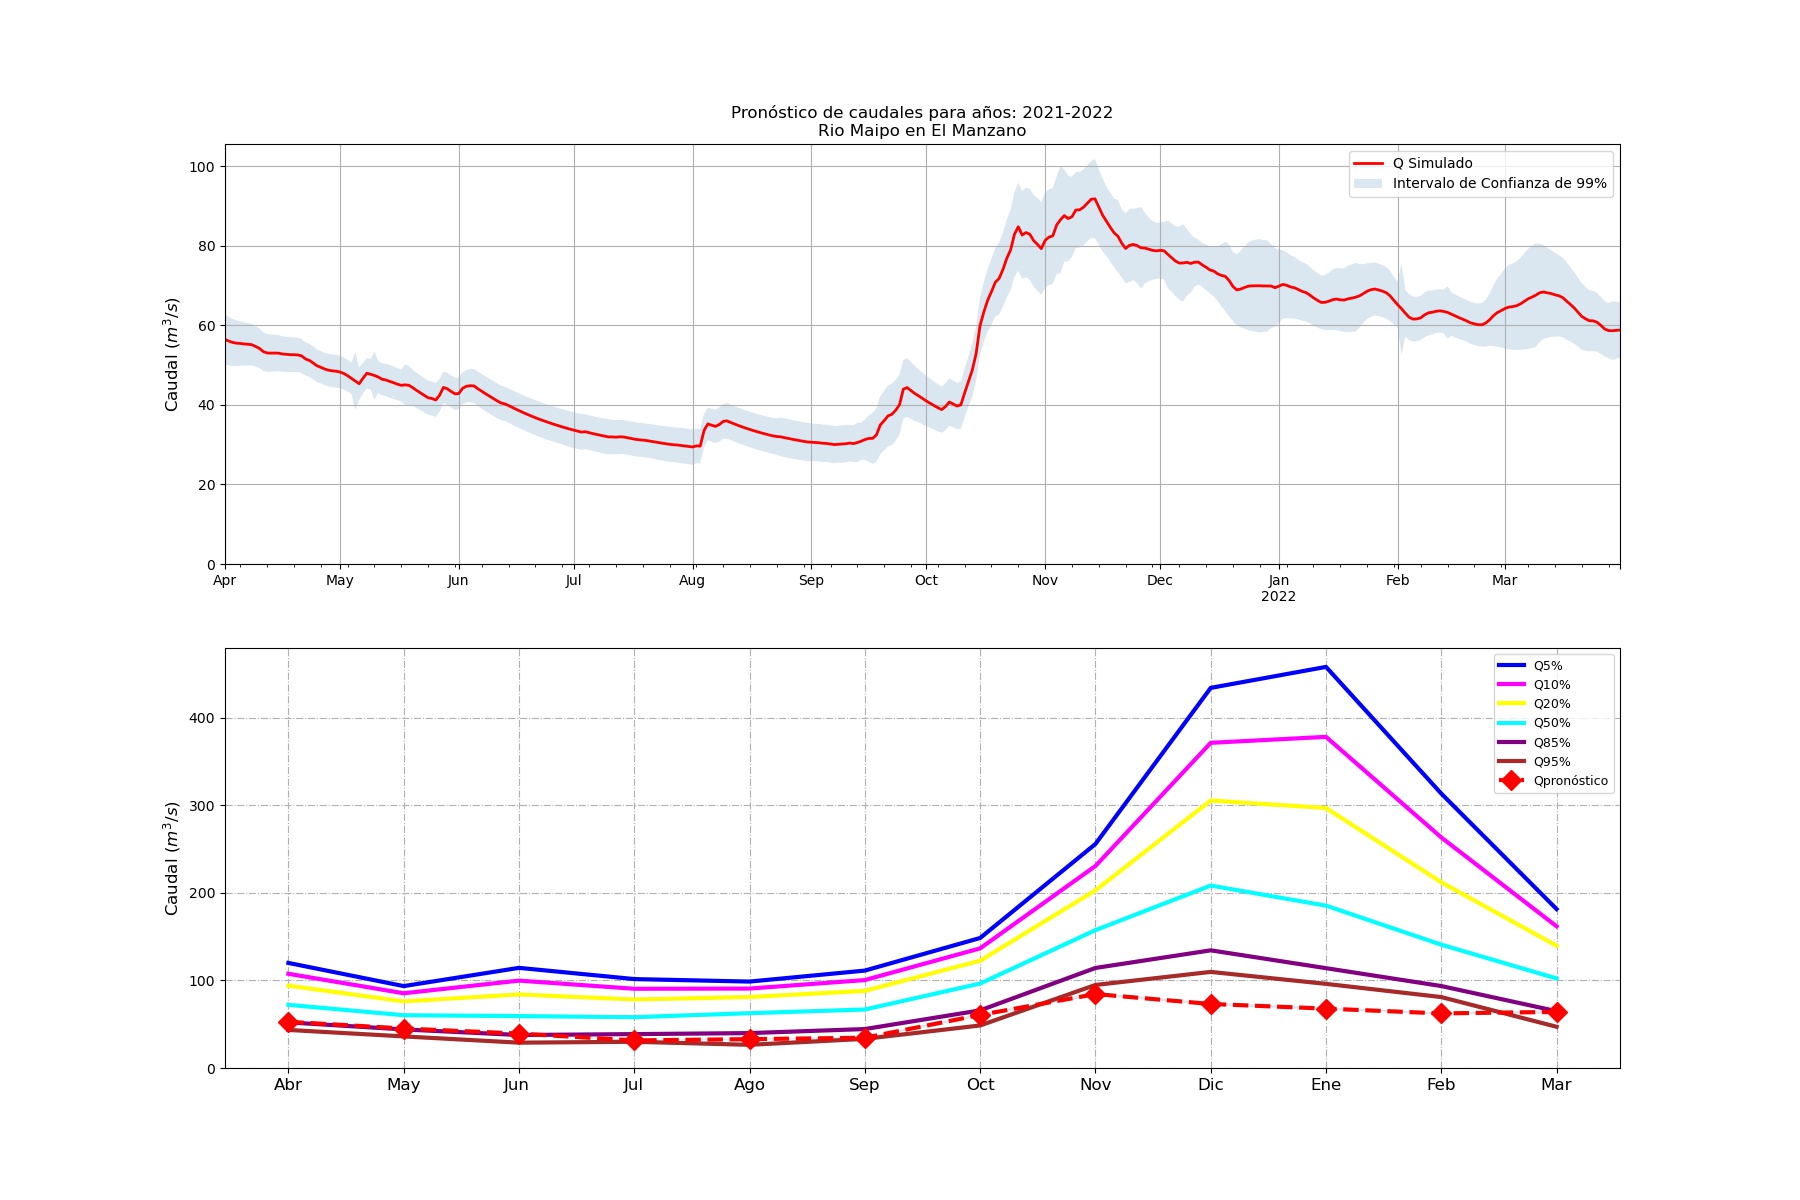 Pronóstico de caudales para años: 2021-2022
Rio Maipo en El Manzano
Caudal (m³/s)
100
80
60
40
20
0
Q Simulado
Intervalo de Confianza de 99%
Apr May Jun Jul Aug Sep Oct Nov Dec Jan Feb Mar
2022
Caudal (m³/s)
400
300
200
100
0
Q5%
Q10%
Q20%
Q50%
Q85%
Q95%
Qpronóstico
Abr May Jun Jul Ago Sep Oct Nov Dic Ene Feb Mar